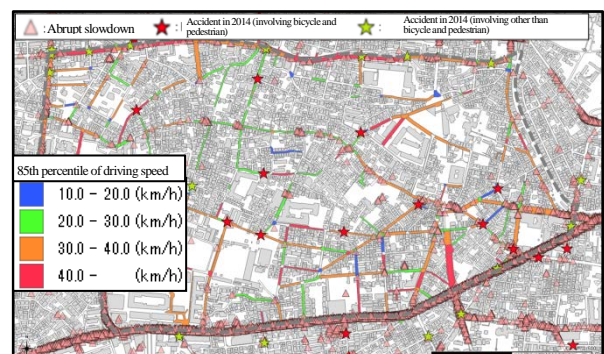 : Abrupt slowdown
: Accident in 2014 (involving bicycle and
pedestrian)
: Accident in 2014 (involving other than
bicycle and pedestrian)
85th percentile of driving speed
10.0 - 20.0 (km/h)
20.0 - 30.0 (km/h)
30.0 - 40.0 (km/h)
40.0 - (km/h)